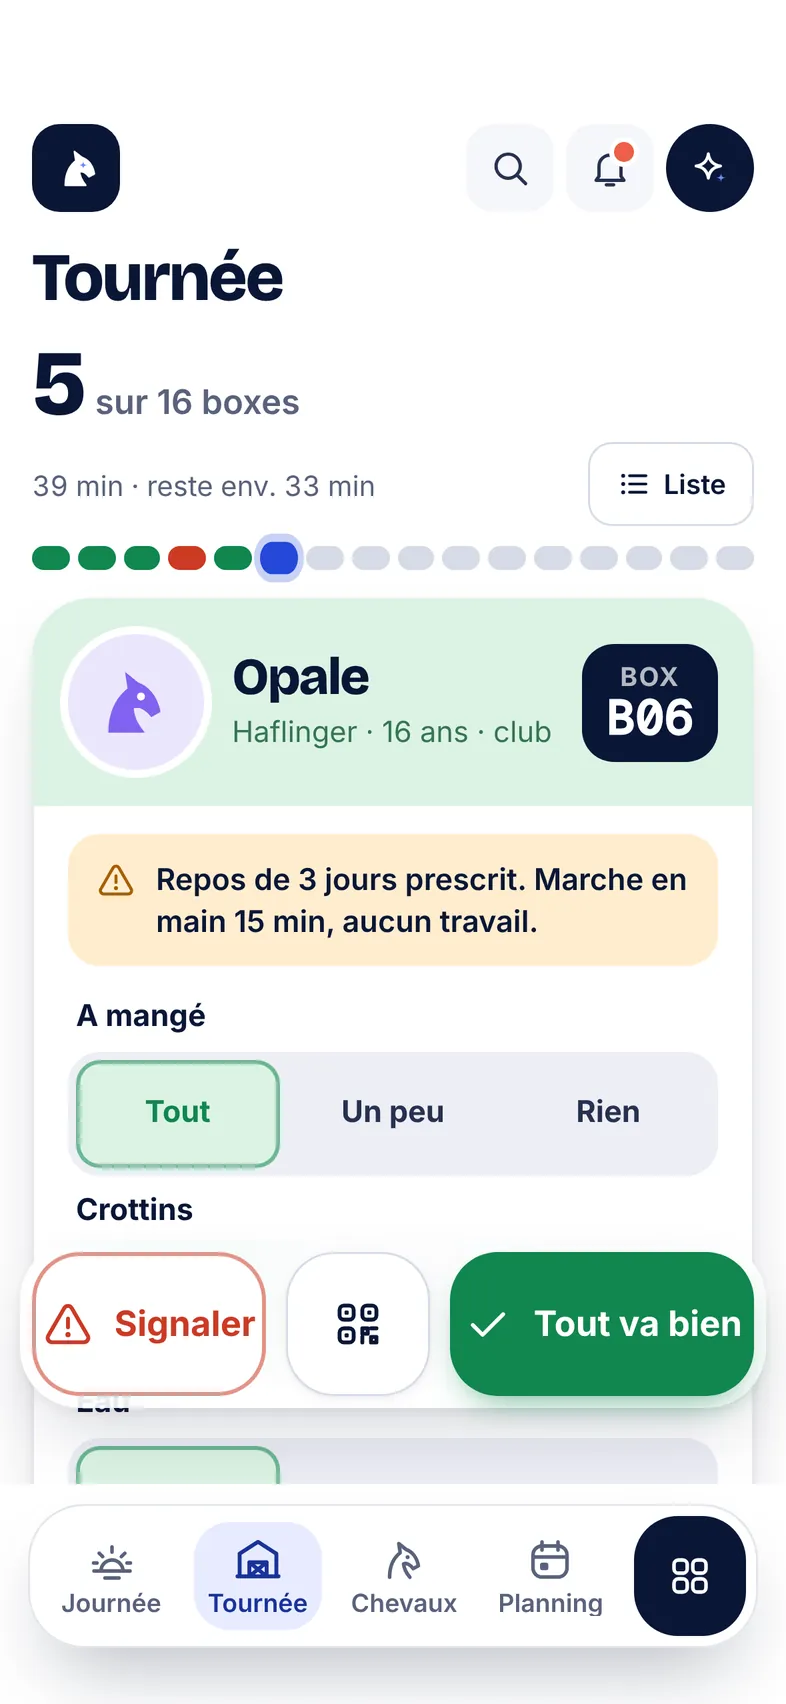 Tournée
5 sur 16 boxes
39 min · reste env. 33 min
Liste
Opale
Haflinger · 16 ans · club
BOX
B06
Repos de 3 jours prescrit. Marche en
main 15 min, aucun travail.
A mangé
Tout
Un peu
Rien
Crottins
Signaler
Tout va bien
Eau
Journée
Tournée
Chevaux
Planning